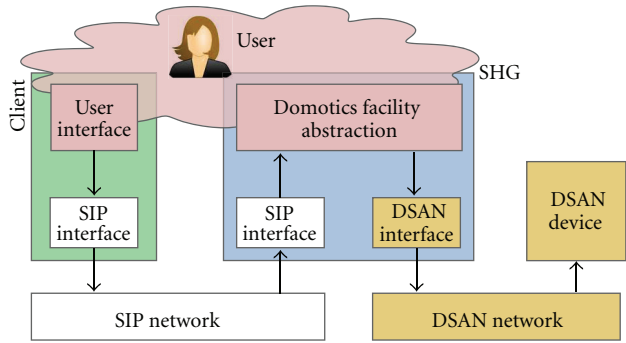 User
Client
SHG
User
interface
Domotics facility
abstraction
SIP
interface
SIP
interface
DSAN
interface
DSAN
device
SIP network
DSAN network